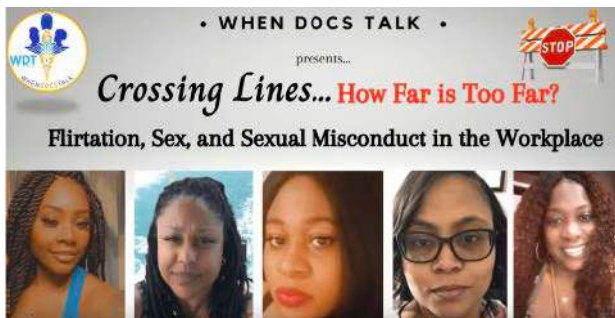 • WHEN DOCS TALK •
WDT
WHENDOCSTALK
presents...
STOP
Crossing Lines... How Far is Too Far?
Flirtation, Sex, and Sexual Misconduct in the Workplace